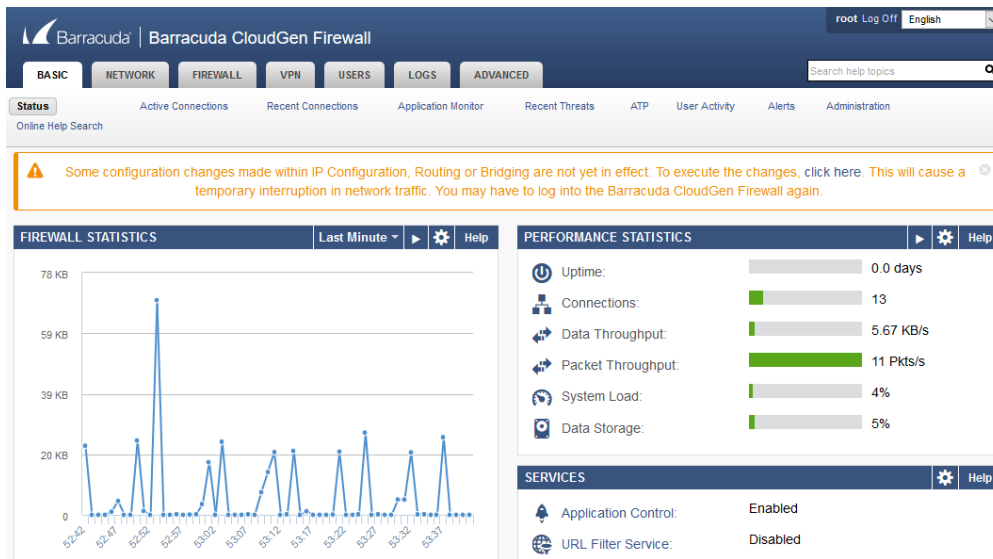 root Log Off English
Barracuda | Barracuda CloudGen Firewall
BASIC NETWORK FIREWALL VPN USERS LOGS ADVANCED
Search help topics
Status Active Connections Recent Connections Application Monitor Recent Threats ATP User Activity Alerts Administration
Online Help Search
Some configuration changes made within IP Configuration, Routing or Bridging are not yet in effect. To execute the changes, click here. This will cause a
temporary interruption in network traffic. You may have to log into the Barracuda CloudGen Firewall again.
FIREWALL STATISTICS Last Minute Help
78 KB
59 KB
39 KB
20 KB
0
52:42 52:47 52:52 52:57 53:02 53:07 53:12 53:17 53:22 53:27 53:32 53:37
PERFORMANCE STATISTICS Help
Uptime: 0.0 days
Connections: 13
Data Throughput: 5.67 KB/s
Packet Throughput: 11 Pkts/s
System Load: 4%
Data Storage: 5%
SERVICES Help
Application Control: Enabled
URL Filter Service: Disabled